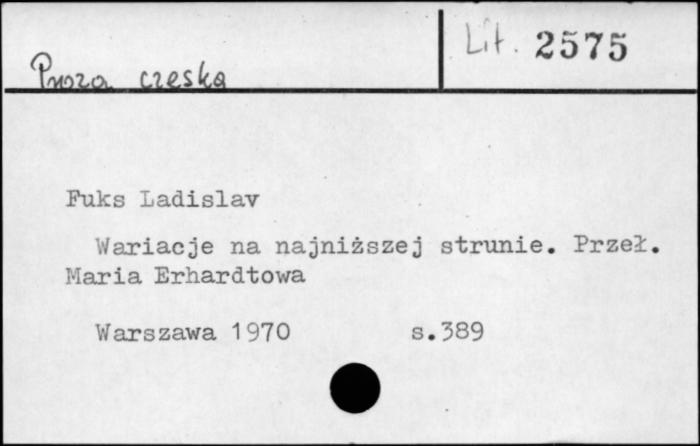 Lit. 2575
Proza czeska
Fuks Ladislav
Wariacje na najniższej strunie. Przeł.
Maria Erhardtowa
Warszawa 1970 s.389